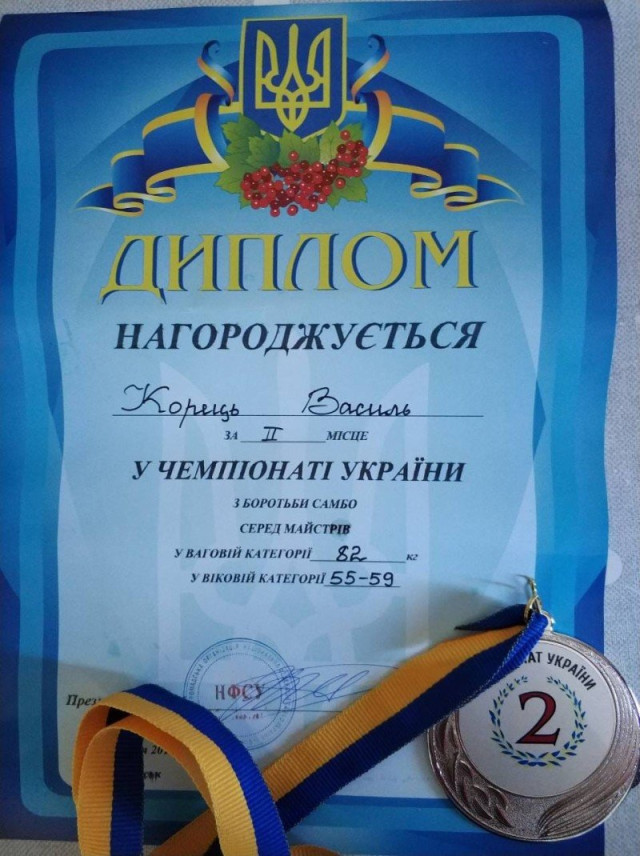 ДИПЛОМ
НАГОРОДЖУЄТЬСЯ
Корець Василь
ЗА II МІСЦЕ
У ЧЕМПІОНАТІ УКРАЇНИ
З БОРОТЬБИ САМБО
СЕРЕД МАЙСТРІВ
У ВАГОВІЙ КАТЕГОРІЇ 82 кг
У ВІКОВІЙ КАТЕГОРІЇ 55-59
УКРАЇНИ
2
НФСУ